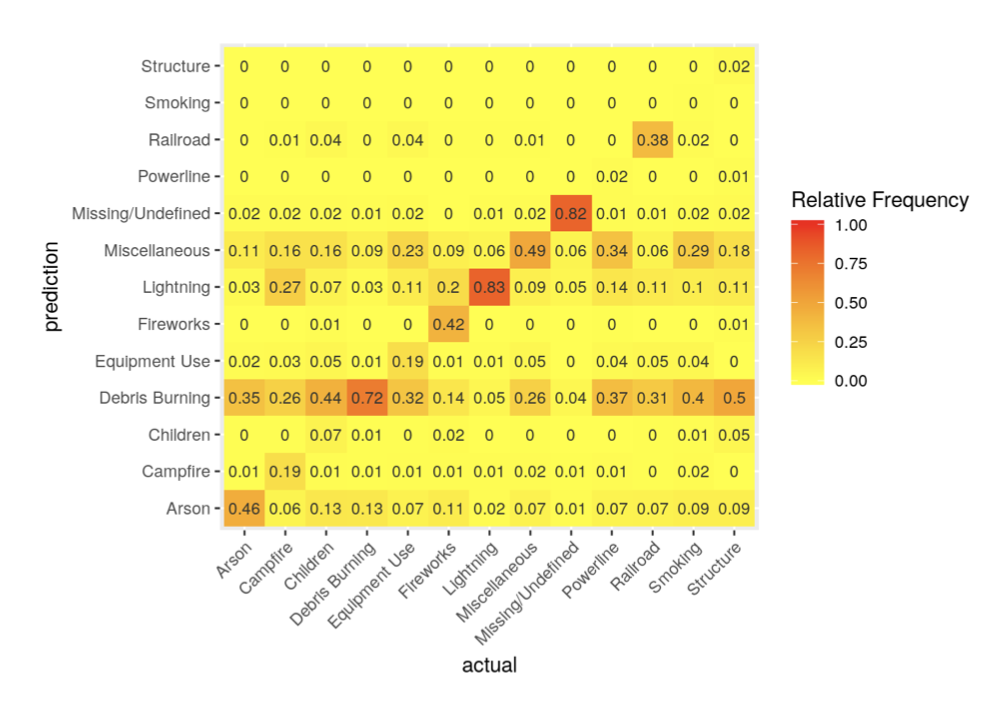 Structure 0 0 0 0 0 0 0 0 0 0 0 0 0.02
Smoking 0 0 0 0 0 0 0 0 0 0 0 0 0
Railroad 0 0.01 0.04 0 0.04 0 0 0.01 0 0 0.38 0.02 0
Powerline 0 0 0 0 0 0 0 0 0 0.02 0 0 0.01
Missing/Undefined 0.02 0.02 0.02 0.01 0.02 0 0.01 0.02 0.82 0.01 0.01 0.02 0.02
Miscellaneous 0.11 0.16 0.16 0.09 0.23 0.09 0.06 0.49 0.06 0.34 0.06 0.29 0.18
Lightning 0.03 0.27 0.07 0.03 0.11 0.2 0.83 0.09 0.05 0.14 0.11 0.1 0.11
Fireworks 0 0 0.01 0 0 0.42 0 0 0 0 0 0 0.01
Equipment Use 0.02 0.03 0.05 0.01 0.19 0.01 0.01 0.05 0 0.04 0.05 0.04 0
Debris Burning 0.35 0.26 0.44 0.72 0.32 0.14 0.05 0.26 0.04 0.37 0.31 0.4 0.5
Children 0 0 0.07 0.01 0 0.02 0 0 0 0 0 0.01 0.05
Campfire 0.01 0.19 0.01 0.01 0.01 0.01 0.01 0.02 0.01 0.01 0 0.02 0
Arson 0.46 0.06 0.13 0.13 0.07 0.11 0.02 0.07 0.01 0.07 0.07 0.09 0.09
prediction
Arson
Campfire
Children
Debris Burning
Equipment Use
Fireworks
Lightning
Miscellaneous
Missing/Undefined
Powerline
Railroad
Smoking
Structure
actual
Relative Frequency
1.00
0.75
0.50
0.25
0.00